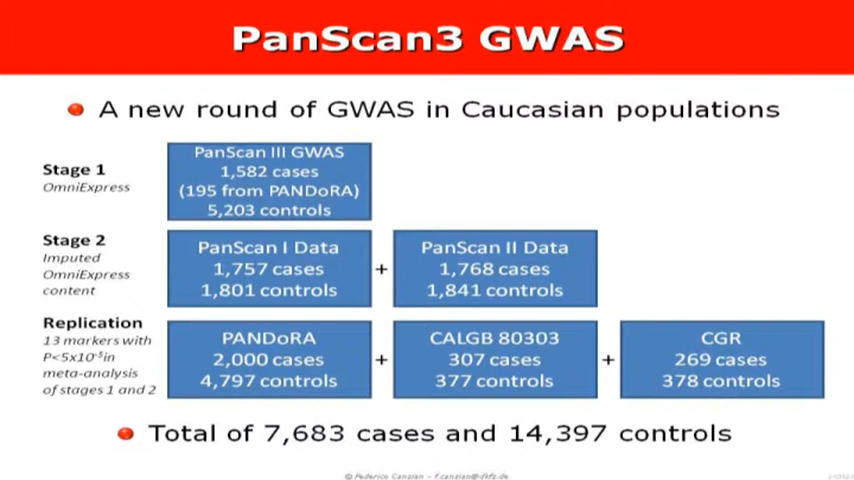 PanScan3 GWAS
A new round of GWAS in Caucasian populations
Stage 1
OmniExpress
PanScan III GWAS
1,582 cases
(195 from PANDoRA)
5,203 controls
Stage 2
Imputed
OmniExpress
content
PanScan I Data
1,757 cases
1,801 controls
+
PanScan II Data
1,768 cases
1,841 controls
Replication
13 markers with
P<5x10⁻⁵in
meta-analysis
of stages 1 and 2
PANDoRA
2,000 cases
4,797 controls
+
CALGB 80303
307 cases
377 controls
+
CGR
269 cases
378 controls
Total of 7,683 cases and 14,397 controls
© Federico Canzian – f.canzian@dkfz.de